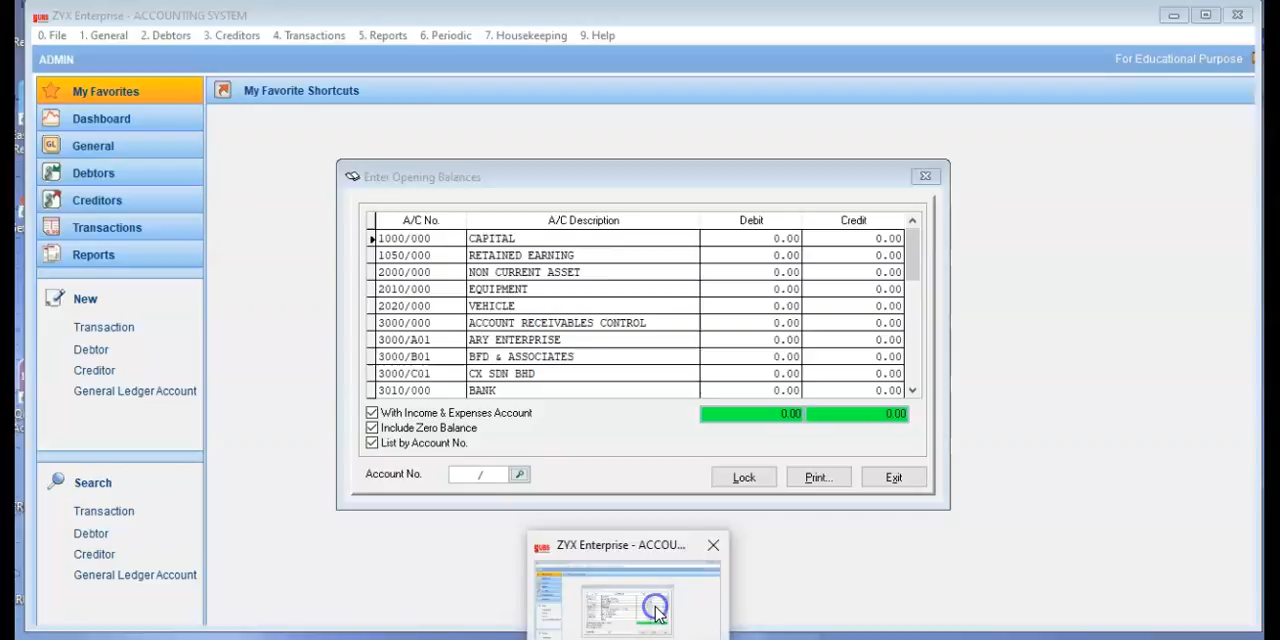 ZYX Enterprise - ACCOUNTING SYSTEM
0. File 1. General 2. Debtors 3. Creditors 4. Transactions 5. Reports 6. Periodic 7. Housekeeping 9. Help
ADMIN For Educational Purpose
My Favorites
My Favorite Shortcuts
Dashboard
General
Debtors
Creditors
Transactions
Reports
New
Transaction
Debtor
Creditor
General Ledger Account
Search
Transaction
Debtor
Creditor
General Ledger Account
Enter Opening Balances
A/C No. A/C Description Debit Credit
1000/000 CAPITAL 0.00 0.00
1050/000 RETAINED EARNING 0.00 0.00
2000/000 NON CURRENT ASSET 0.00 0.00
2010/000 EQUIPMENT 0.00 0.00
2020/000 VEHICLE 0.00 0.00
3000/000 ACCOUNT RECEIVABLES CONTROL 0.00 0.00
3000/A01 ARY ENTERPRISE 0.00 0.00
3000/B01 BFD & ASSOCIATES 0.00 0.00
3000/C01 CX SDN BHD 0.00 0.00
3010/000 BANK 0.00 0.00
With Income & Expenses Account 0.00 0.00
Include Zero Balance
List by Account No.
Account No. / Lock Print... Exit
ZYX Enterprise - ACCOU...